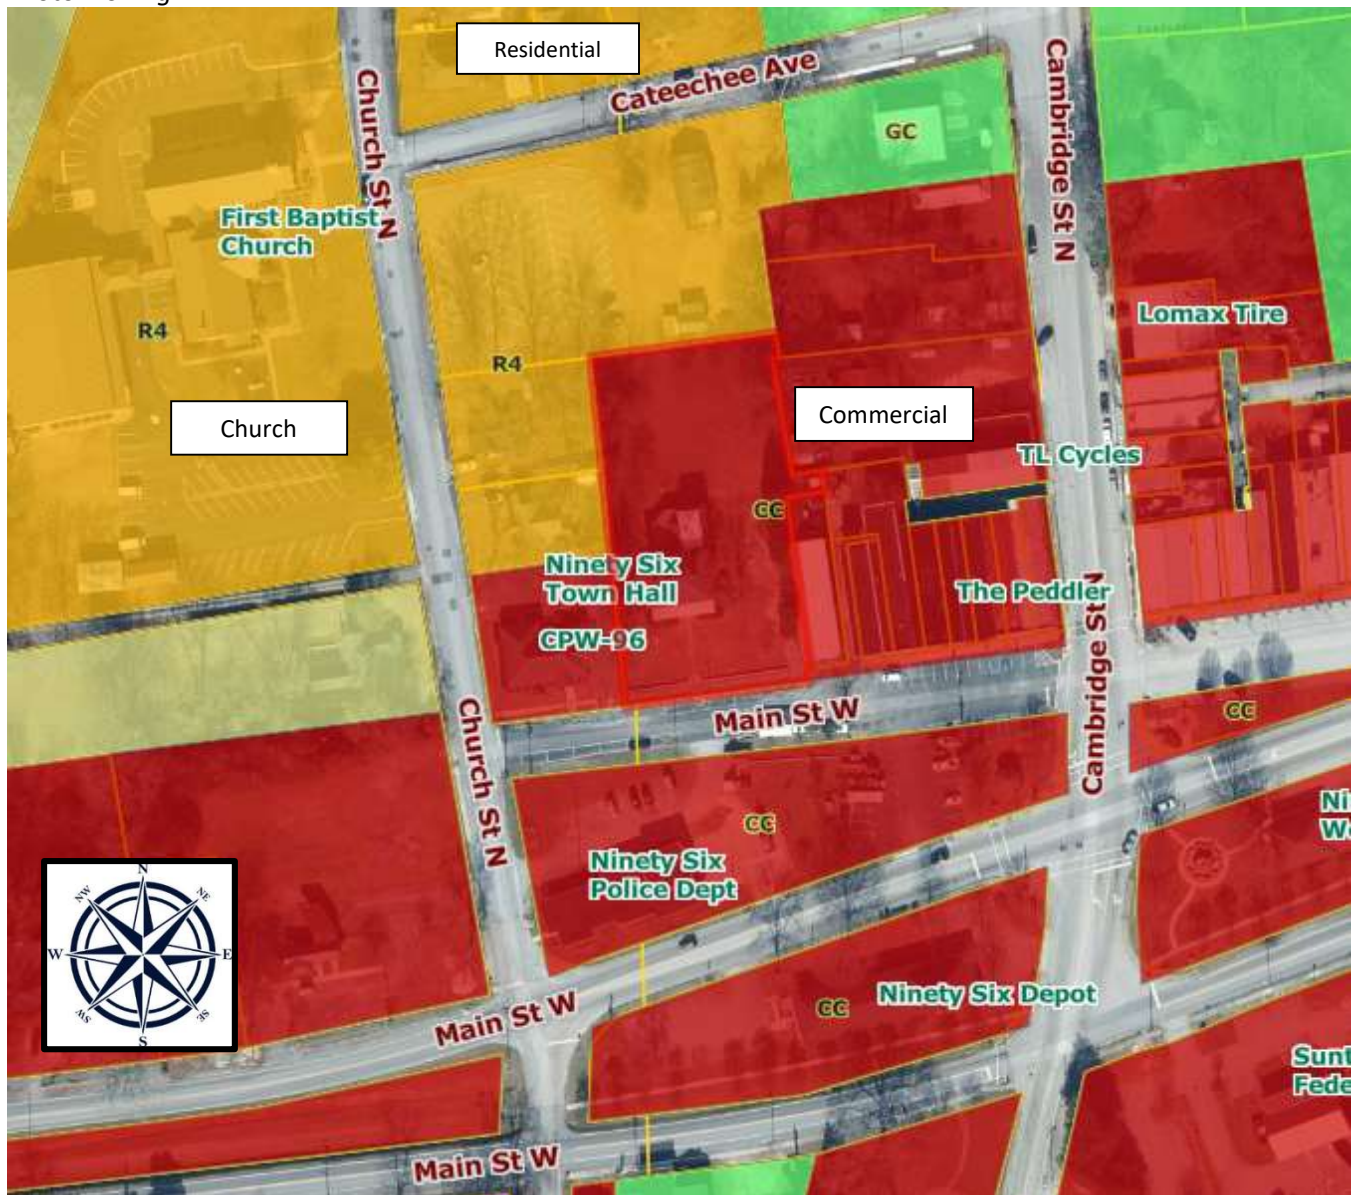 Residential
Cateechee Ave
Church St N
Cambridge St N
GC
First Baptist
Church
R4
R4
Lomax Tire
Church
Commercial
TL Cycles
CC
Ninety Six
Town Hall
The Peddler
CPW-96
Main St W
CC
Cambridge St N
Church St N
CC
Ninety Six
Police Dept
N
NE
E
SE
S
SW
W
NW
CC
Ninety Six Depot
Main St W
Main St W